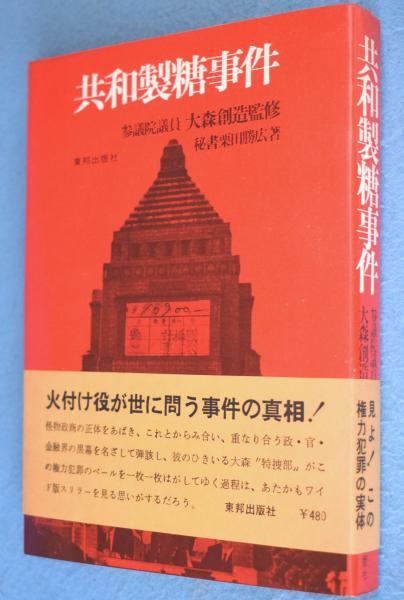 共和製糖事件
参議院議員 大森創造監修
秘書栗田勝広著
東邦出版社
火付け役が世に問う事件の真相！
怪物政商の正体をあばき、これとからみ合い、重なり合う政・官・
金融界の黒幕を名ざして弾劾し、彼のひきいる大森“特捜部”がこ
の権力犯罪のベールを一枚一枚はがしてゆく過程は、あたかもワイ
ド版スリラーを見る思いがするだろう。
東邦出版社 ￥480
共和製糖事件
参議院議員
大森創造
見よ！この
権力犯罪の実体